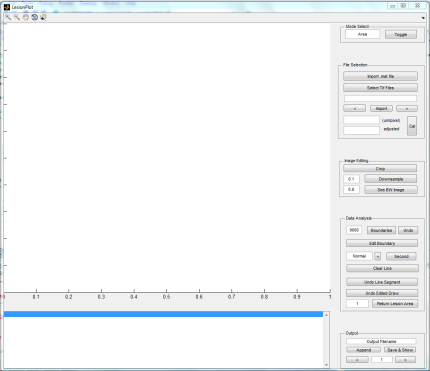 LesionPlot
Mode Select
Area Toggle
File Selection
Import .mat file
Select Tif Files
< Import >
(um/pixel)
adjusted
Cal
Image Editing
Crop
0.1 Downsample
0.8 See BW Image
Data Analysis
9000 Boundaries Undo
Edit Boundary
Normal > Second
Clear Line
Undo Line Segment
Undo Edited Draw
1 Return Lesion Area
0.1 0.2 0.3 0.4 0.5 0.6 0.7 0.8 0.9 1
Output
Output Filename
Append Save & Show
< 1 >